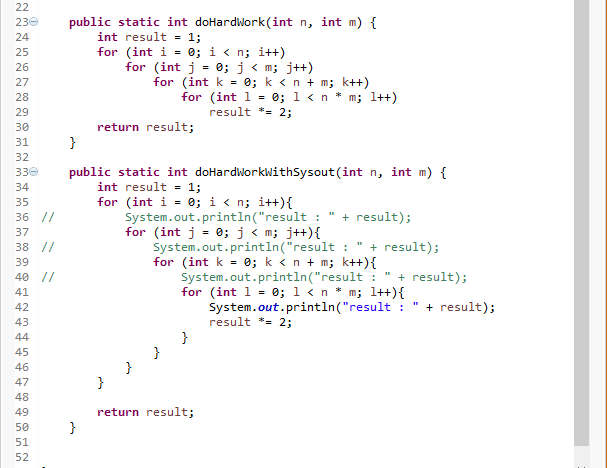 22
23 public static int doHardWork(int n, int m) {
24 int result = 1;
25 for (int i = 0; i < n; i++)
26 for (int j = 0; j < m; j++)
27 for (int k = 0; k < n + m; k++)
28 for (int l = 0; l < n * m; l++)
29 result *= 2;
30 return result;
31 }
32
33 public static int doHardWorkWithSysout(int n, int m) {
34 int result = 1;
35 for (int i = 0; i < n; i++){
36 // System.out.println("result : " + result);
37 for (int j = 0; j < m; j++){
38 // System.out.println("result : " + result);
39 for (int k = 0; k < n + m; k++){
40 // System.out.println("result : " + result);
41 for (int l = 0; l < n * m; l++){
42 System.out.println("result : " + result);
43 result *= 2;
44 }
45 }
46 }
47 }
48
49 return result;
50 }
51
52